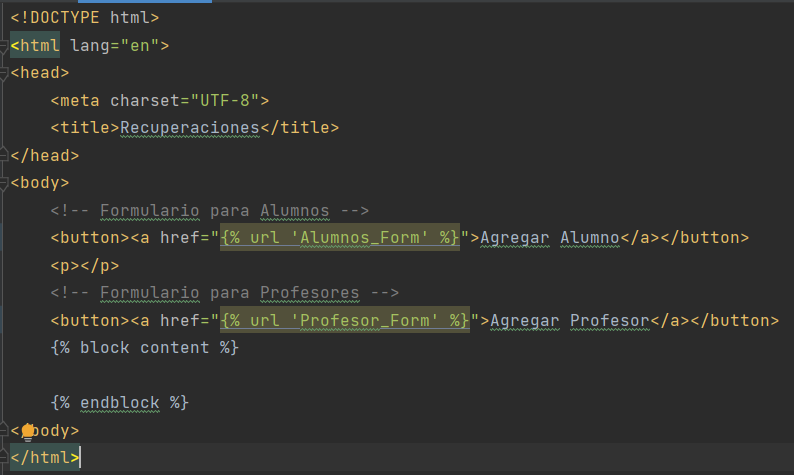 <!DOCTYPE html>
<html lang="en">
<head>
    <meta charset="UTF-8">
    <title>Recuperaciones</title>
</head>
<body>
    <!-- Formulario para Alumnos -->
    <button><a href="{% url 'Alumnos_Form' %}">Agregar Alumno</a></button>
    <p></p>
    <!-- Formulario para Profesores -->
    <button><a href="{% url 'Profesor_Form' %}">Agregar Profesor</a></button>
    {% block content %}
    {% endblock %}
</body>
</html>